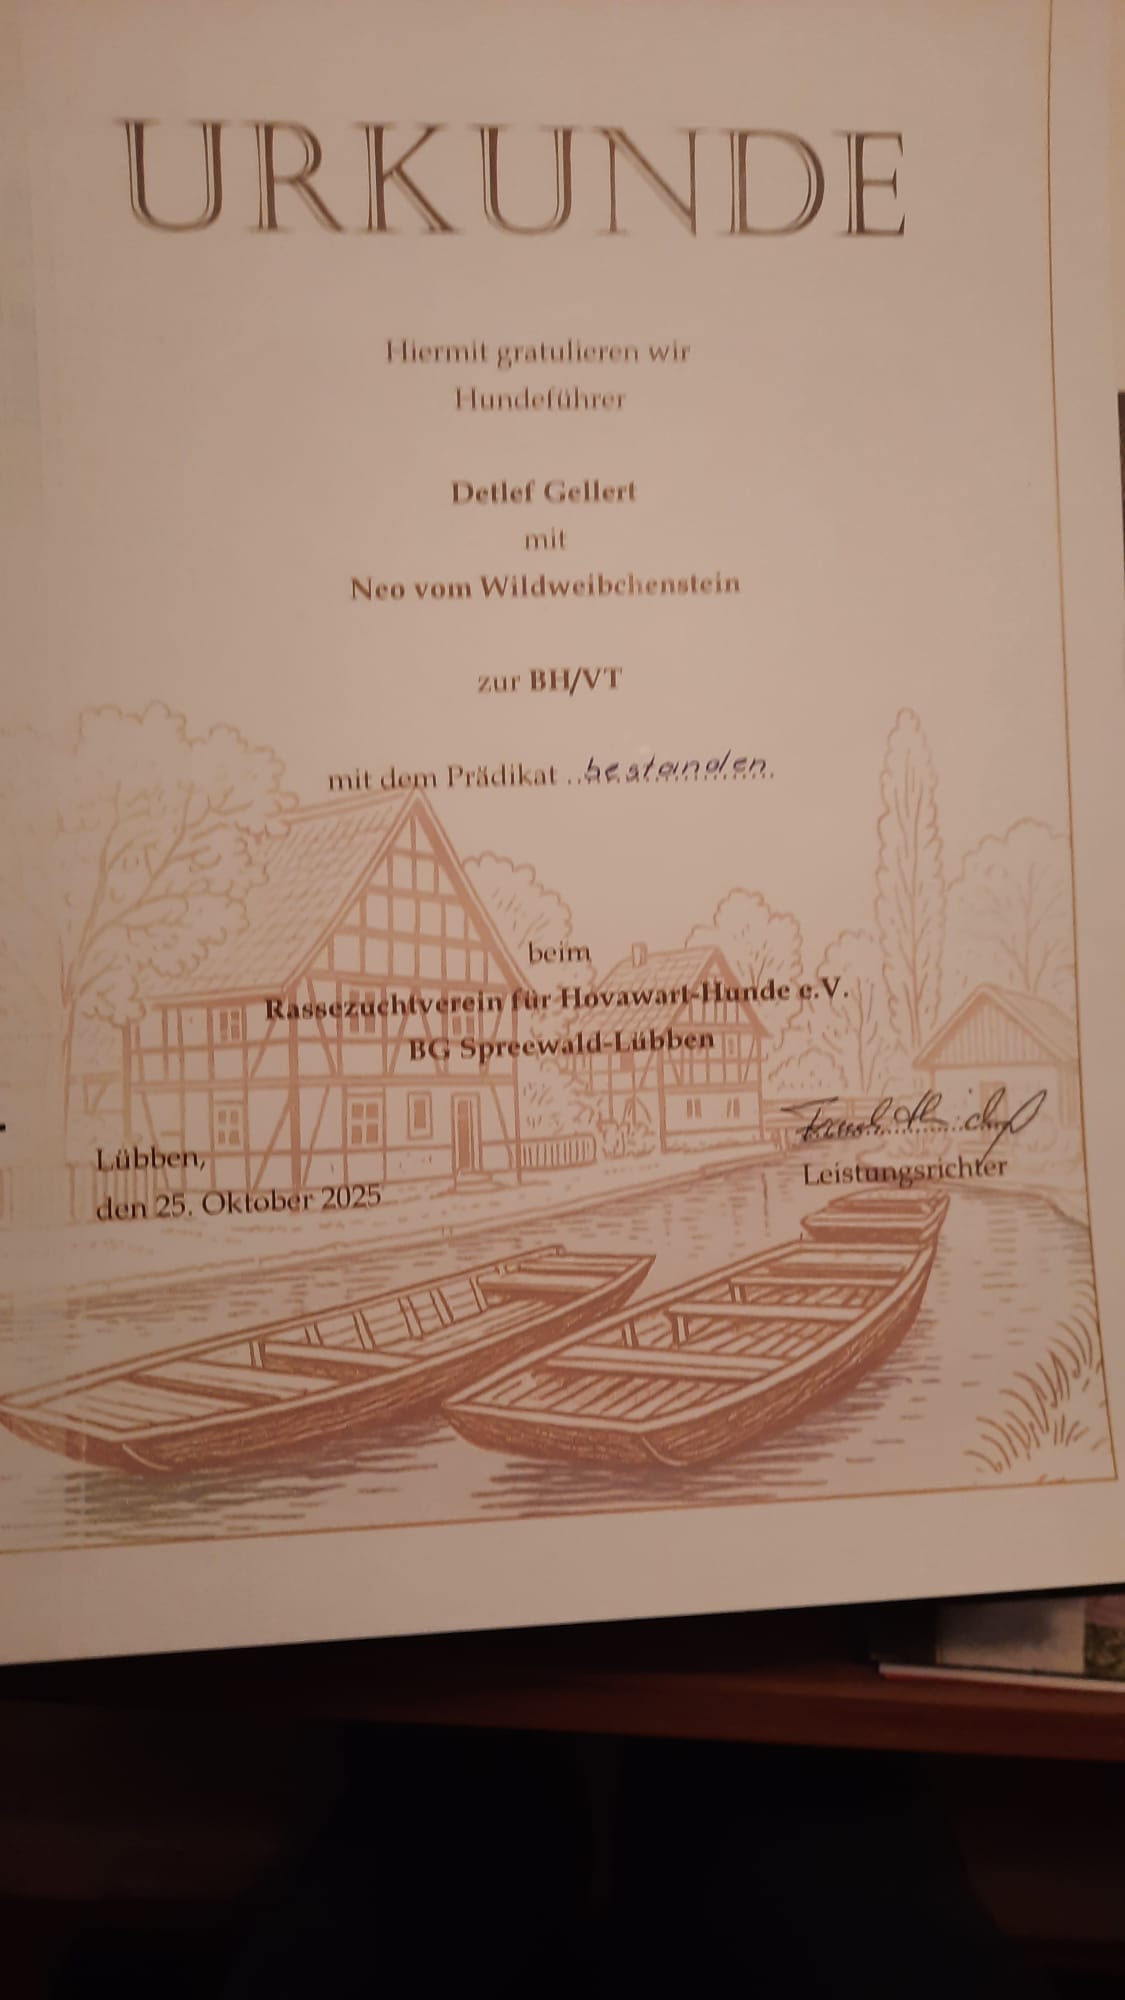 URKUNDE
Hiermit gratulieren wir
Hundeführer
Detlef Gellert
mit
Neo vom Wildweibchenstein
zur BH/VT
mit dem Prädikat ..bestanden.
beim
Rassezuchtverein für Hovawart-Hunde e.V.
BG Spreewald-Lübben
Lübben,
den 25. Oktober 2025
Leistungsrichter